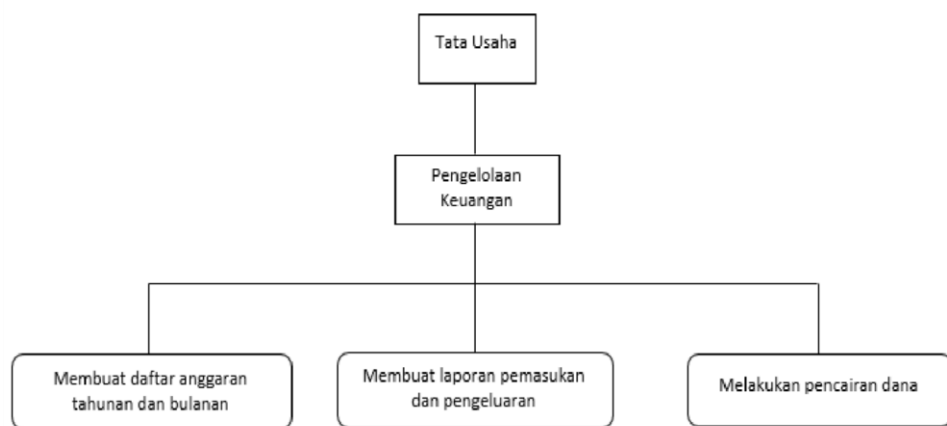 Tata Usaha
Pengelolaan
Keuangan
Membuat daftar anggaran
tahunan dan bulanan
Membuat laporan pemasukan
dan pengeluaran
Melakukan pencairan dana